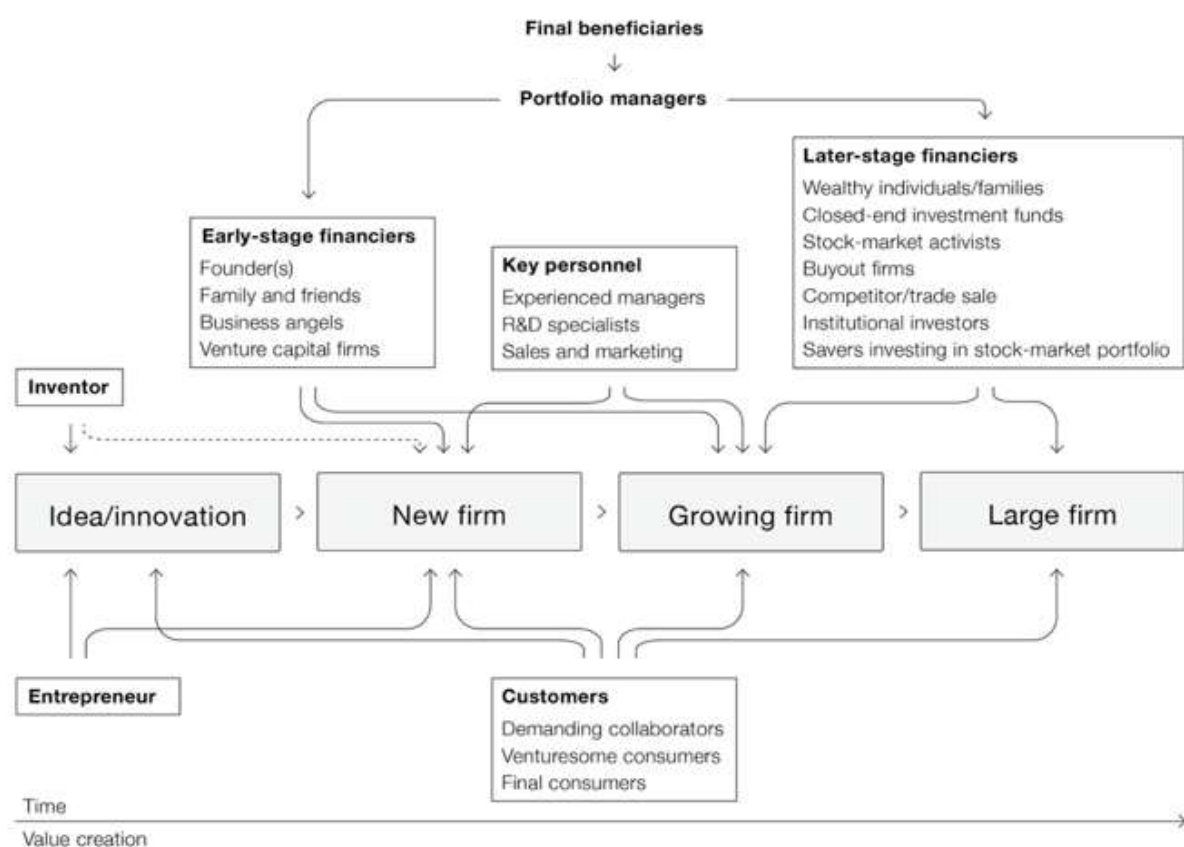 Final beneficiaries
Portfolio managers
Later-stage financiers
Wealthy individuals/families
Closed-end investment funds
Stock-market activists
Buyout firms
Competitor/trade sale
Institutional investors
Savers investing in stock-market portfolio
Early-stage financiers
Founder(s)
Family and friends
Business angels
Venture capital firms
Key personnel
Experienced managers
R&D specialists
Sales and marketing
Inventor
Idea/innovation
>
New firm
>
Growing firm
>
Large firm
Entrepreneur
Customers
Demanding collaborators
Venturesome consumers
Final consumers
Time
Value creation